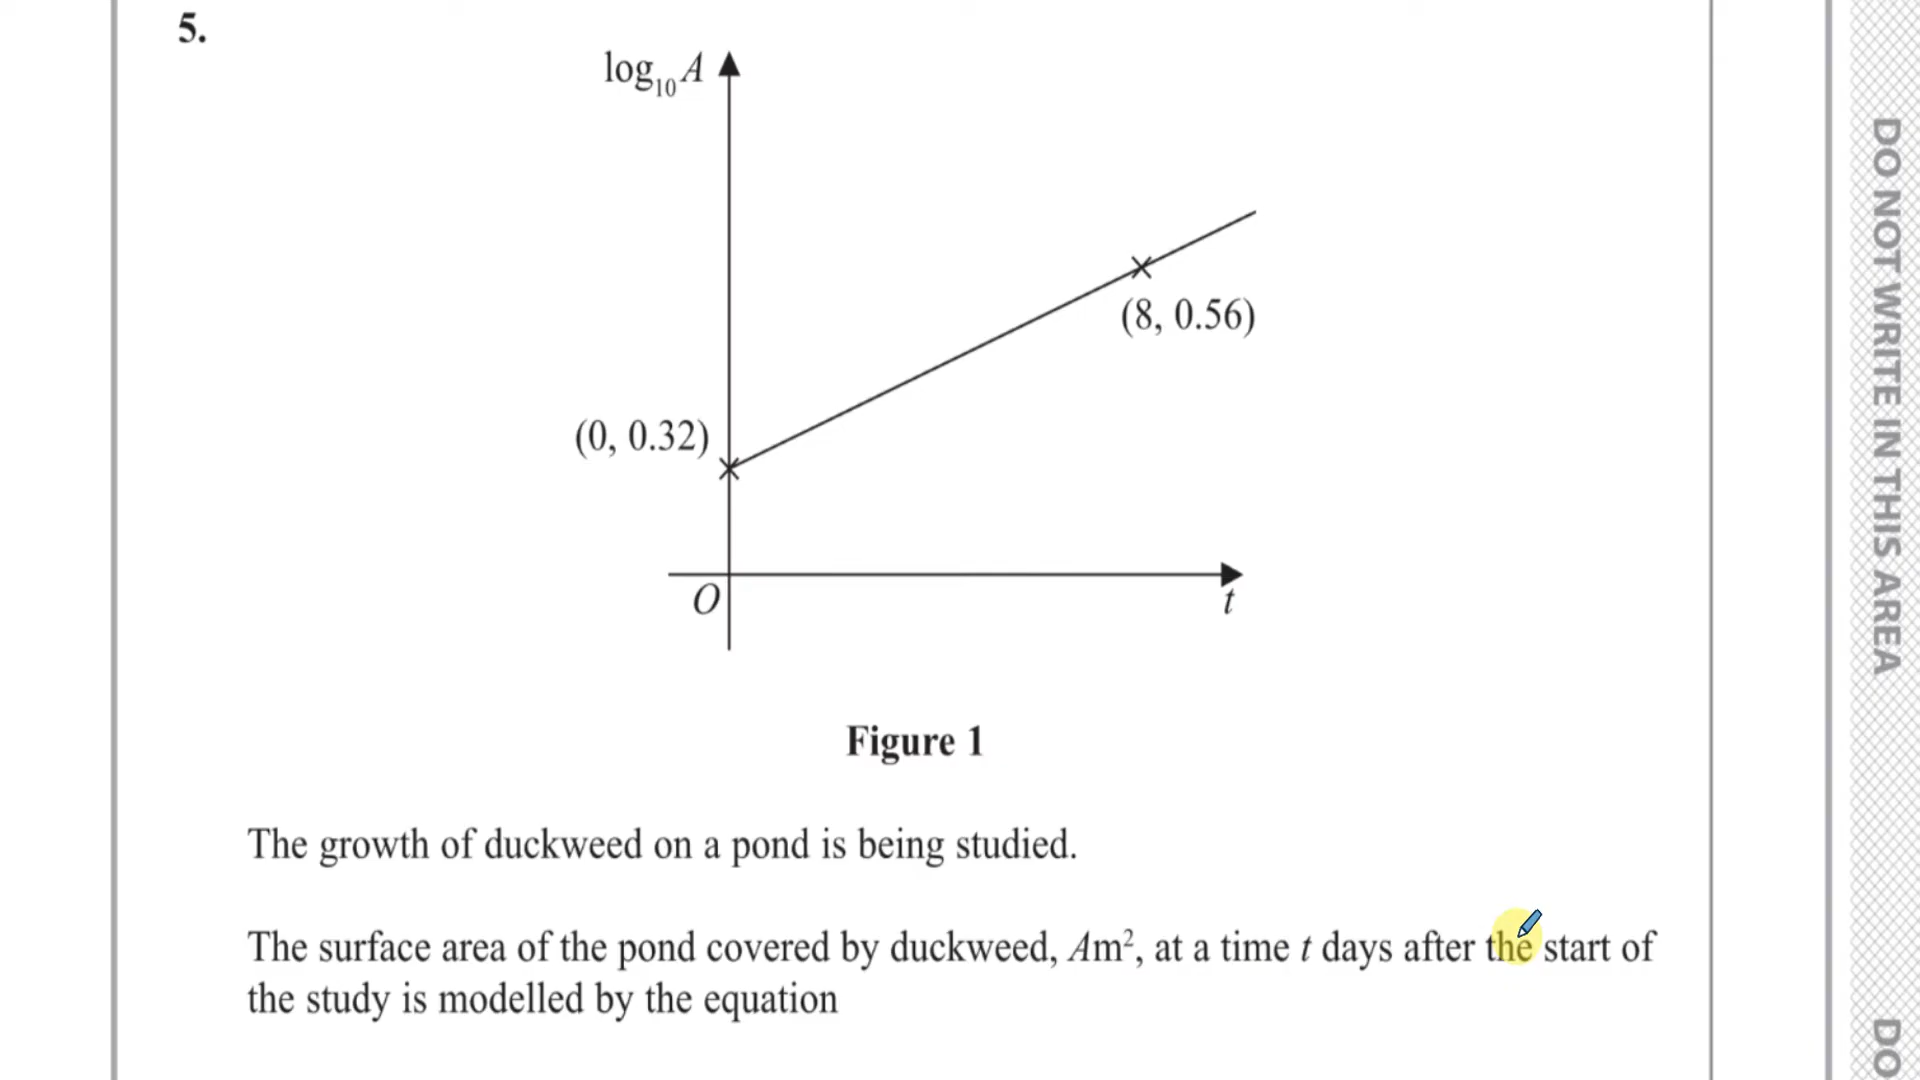 5.
log₁₀ A
(8, 0.56)
(0, 0.32)
O
t
Figure 1
The growth of duckweed on a pond is being studied.
The surface area of the pond covered by duckweed, Am², at a time t days after the start of
the study is modelled by the equation
DO NOT WRITE IN THIS AREA
DO